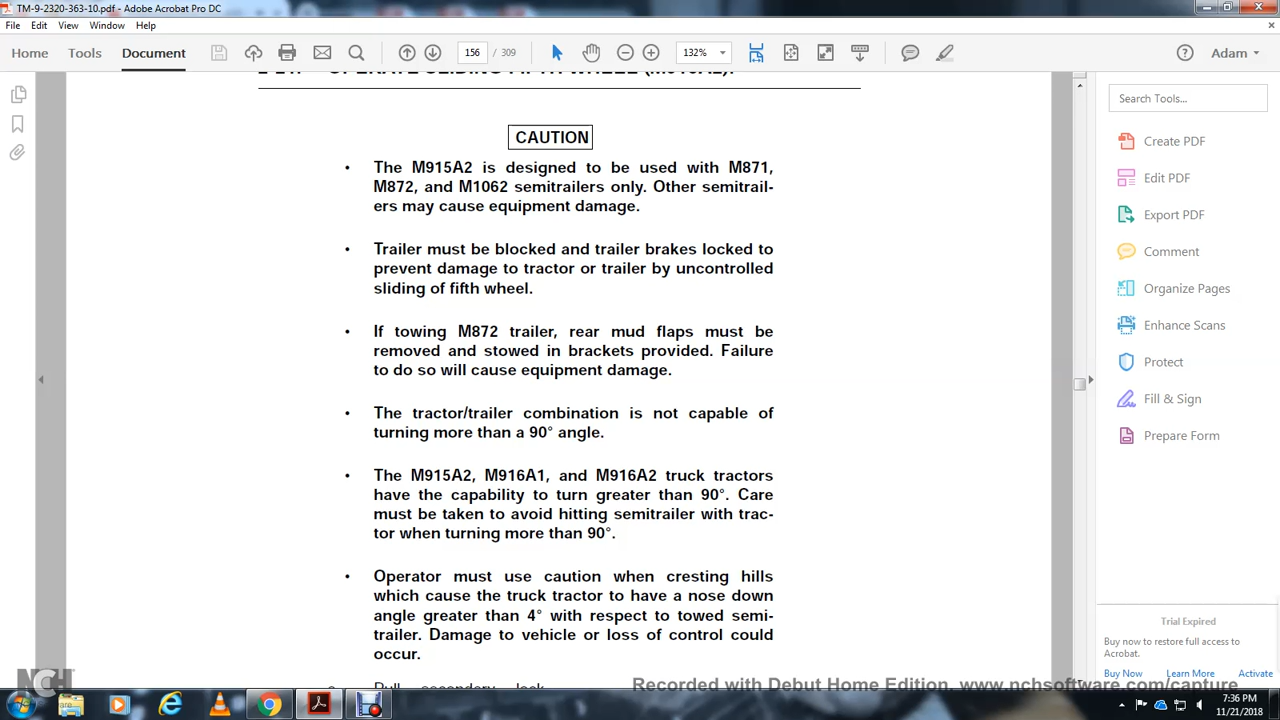 TM-9-2320-363-10.pdf - Adobe Acrobat Pro DC
File Edit View Window Help
Home Tools Document 156 / 309 132% Adam
2-21. OPERATE SLIDING FIFTH WHEEL (M915A2).
CAUTION
• The M915A2 is designed to be used with M871,
M872, and M1062 semitrailers only. Other semitrail-
ers may cause equipment damage.
• Trailer must be blocked and trailer brakes locked to
prevent damage to tractor or trailer by uncontrolled
sliding of fifth wheel.
• If towing M872 trailer, rear mud flaps must be
removed and stowed in brackets provided. Failure
to do so will cause equipment damage.
• The tractor/trailer combination is not capable of
turning more than a 90° angle.
• The M915A2, M916A1, and M916A2 truck tractors
have the capability to turn greater than 90°. Care
must be taken to avoid hitting semitrailer with trac-
tor when turning more than 90°.
• Operator must use caution when cresting hills
which cause the truck tractor to have a nose down
angle greater than 4° with respect to towed semi-
trailer. Damage to vehicle or loss of control could
occur.
Pull secondary lock
Search Tools...
Create PDF
Edit PDF
Export PDF
Comment
Organize Pages
Enhance Scans
Protect
Fill & Sign
Prepare Form
Trial Expired
Buy now to restore full access to
Acrobat.
Buy Now Learn More Activate
NCH
Recorded with Debut Home Edition. www.nchsoftware.com/capture
7:36 PM
11/21/2018